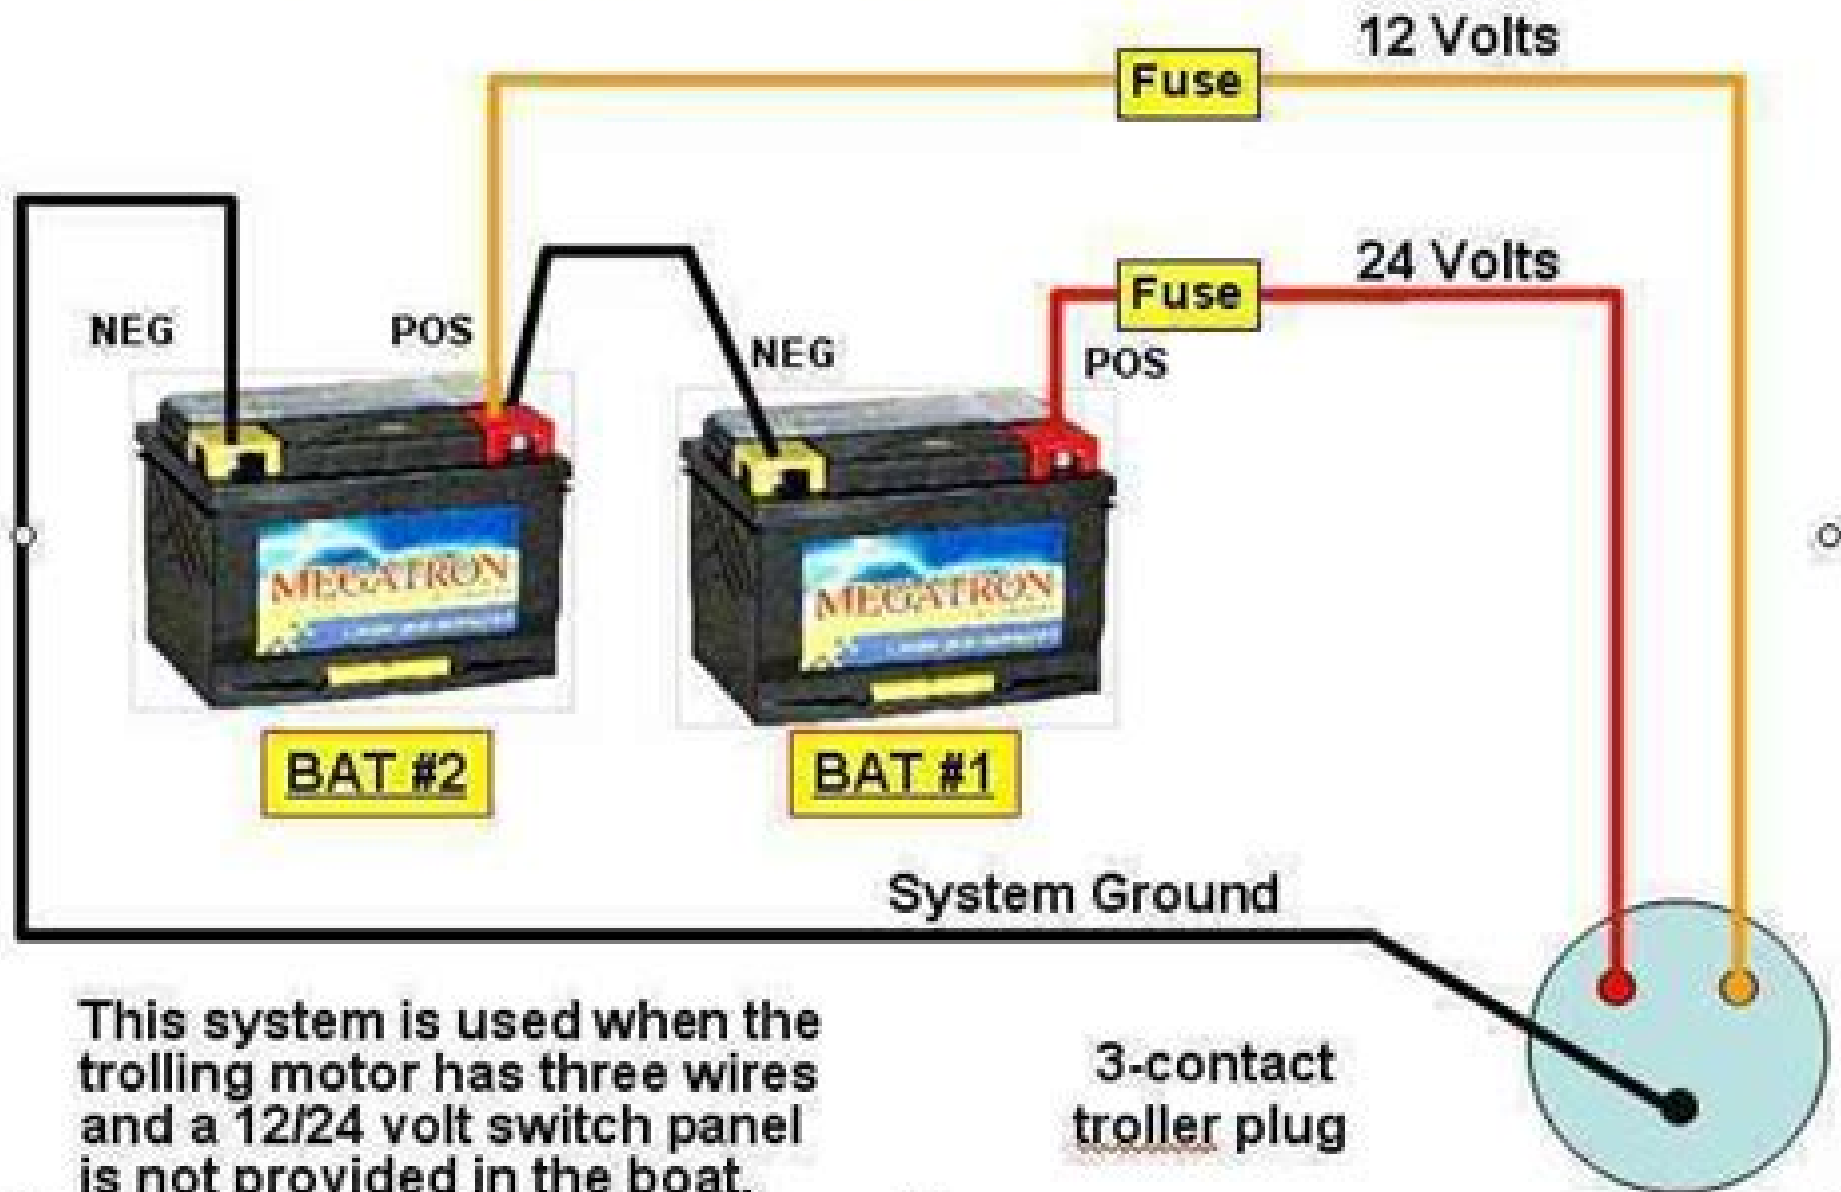 12 Volts
Fuse
24 Volts
Fuse
NEG
POS
NEG
POS
MEGATRON
MEGATRON
BAT #2
BAT #1
System Ground
This system is used when the
trolling motor has three wires
and a 12/24 volt switch panel
is not provided in the boat.
3-contact
troller plug